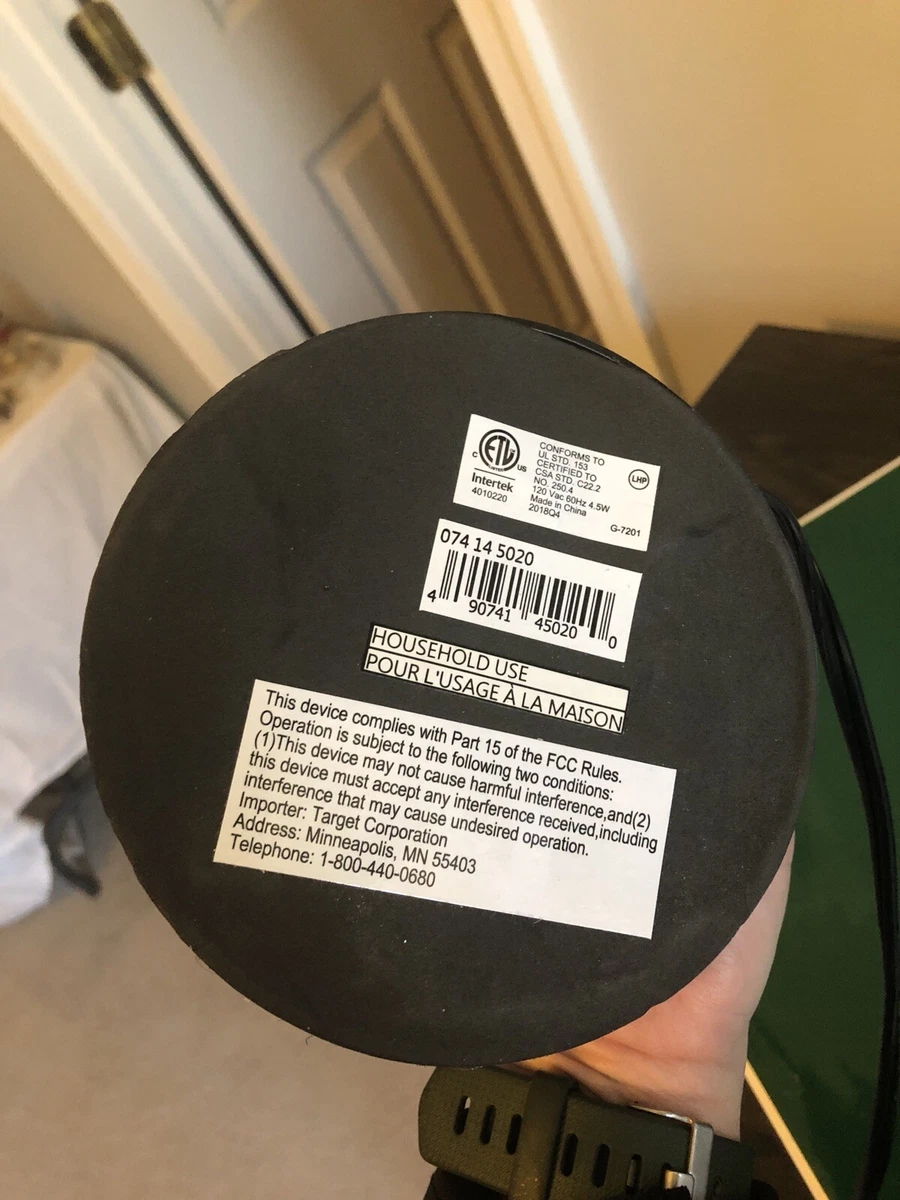 C ETL US
INTERTEK
Intertek
4010220
CONFORMS TO
UL STD. 153
CERTIFIED TO
CSA STD. C22.2
NO. 250.4
120 Vac 60Hz 4.5W
Made in China
2018Q4
LHP
G-7201
074 14 5020
4 90741 45020 0
HOUSEHOLD USE
POUR L'USAGE À LA MAISON
This device complies with Part 15 of the FCC Rules.
Operation is subject to the following two conditions:
(1)This device may not cause harmful interference,and(2)
this device must accept any interference received,including
interference that may cause undesired operation.
Importer: Target Corporation
Address: Minneapolis, MN 55403
Telephone: 1-800-440-0680